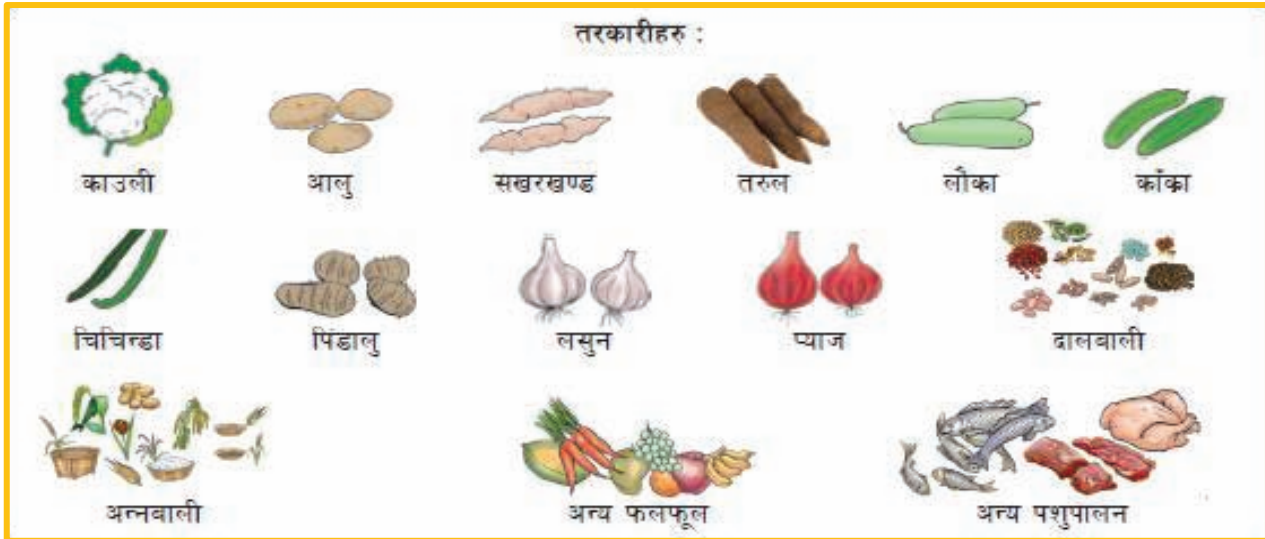 तरकारीहरु :
काउली
आलु
सखरखण्ड
तरुल
लौका
काँक्रा
चिचिन्डा
पिंडालु
लसुन
प्याज
दालबाली
अन्नबाली
अन्य फलफूल
अन्य पशुपालन